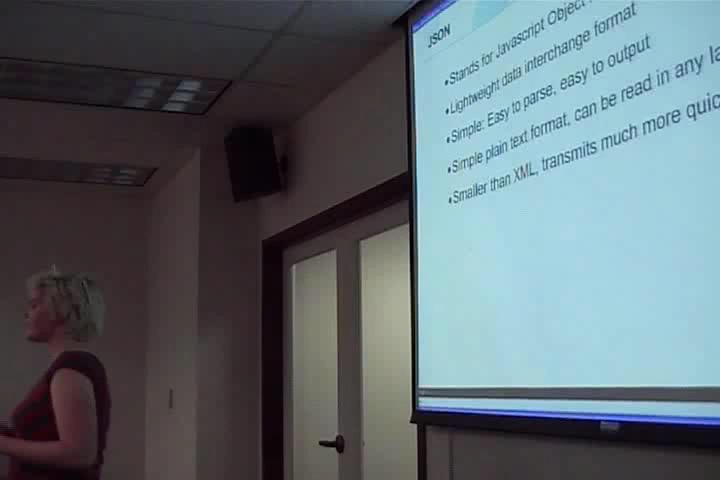 JSON
•Stands for Javascript Object
•Lightweight data interchange format
•Simple: Easy to parse, easy to output
•Simple plain text format, can be read in any la
•Smaller than XML, transmits much more quic